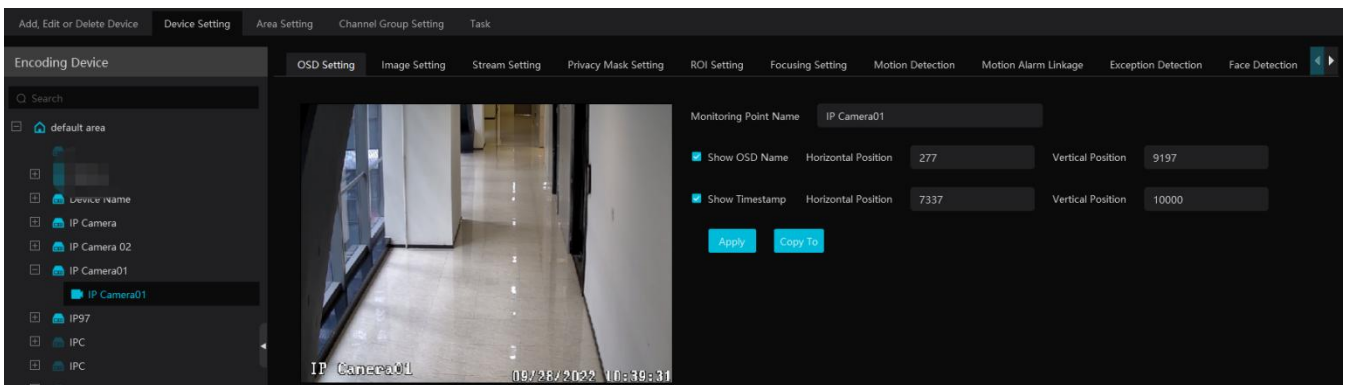 Add, Edit or Delete Device Device Setting Area Setting Channel Group Setting Task
Encoding Device
OSD Setting Image Setting Stream Setting Privacy Mask Setting ROI Setting Focusing Setting Motion Detection Motion Alarm Linkage Exception Detection Face Detection
Search
default area
Device Name
IP Camera
IP Camera 02
IP Camera01
IP Camera01
IP97
IPC
IPC
IP Camera01
09/28/2022 10:39:31
Monitoring Point Name IP Camera01
Show OSD Name Horizontal Position 277 Vertical Position 9197
Show Timestamp Horizontal Position 7337 Vertical Position 10000
Apply Copy To